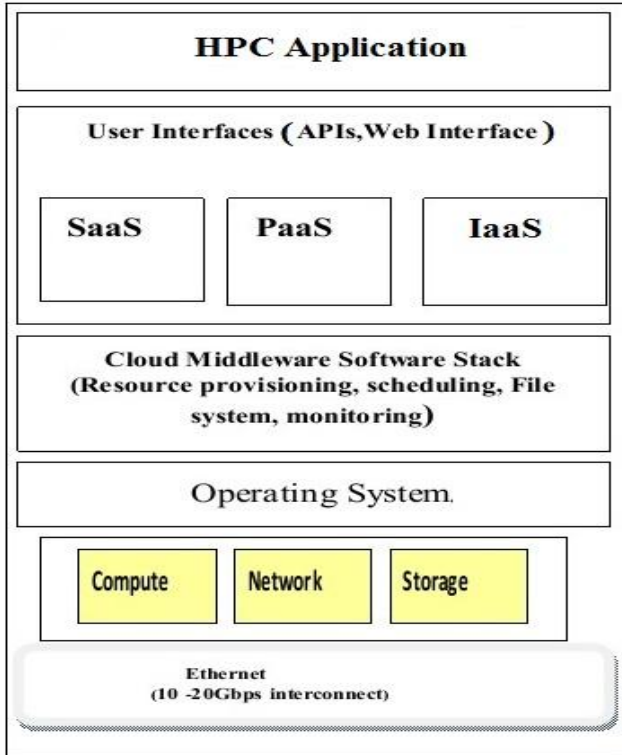 HPC Application
User Interfaces (APIs,Web Interface)
SaaS
PaaS
IaaS
Cloud Middleware Software Stack
(Resource provisioning, scheduling, File
system, monitoring)
Operating System.
Compute
Network
Storage
Ethernet
(10 -20Gbps interconnect)